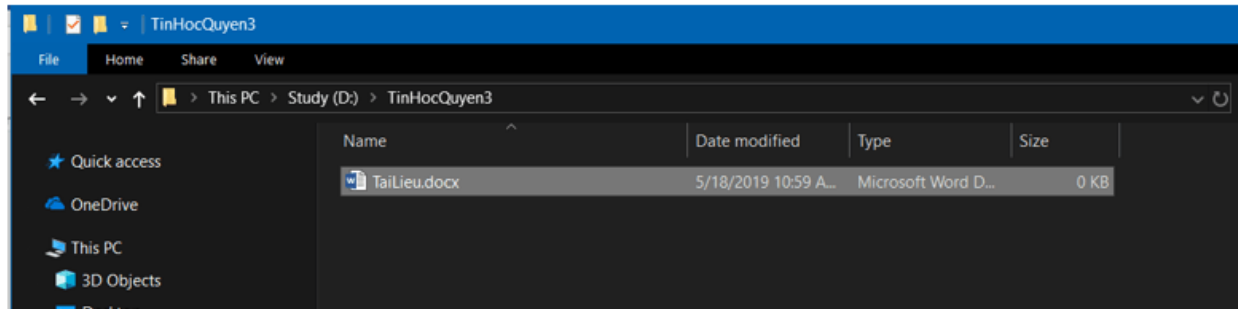 TinHocQuyen3
File Home Share View
This PC > Study (D:) > TinHocQuyen3
Name Date modified Type Size
Quick access
TaiLieu.docx 5/18/2019 10:59 A... Microsoft Word D... 0 KB
OneDrive
This PC
3D Objects